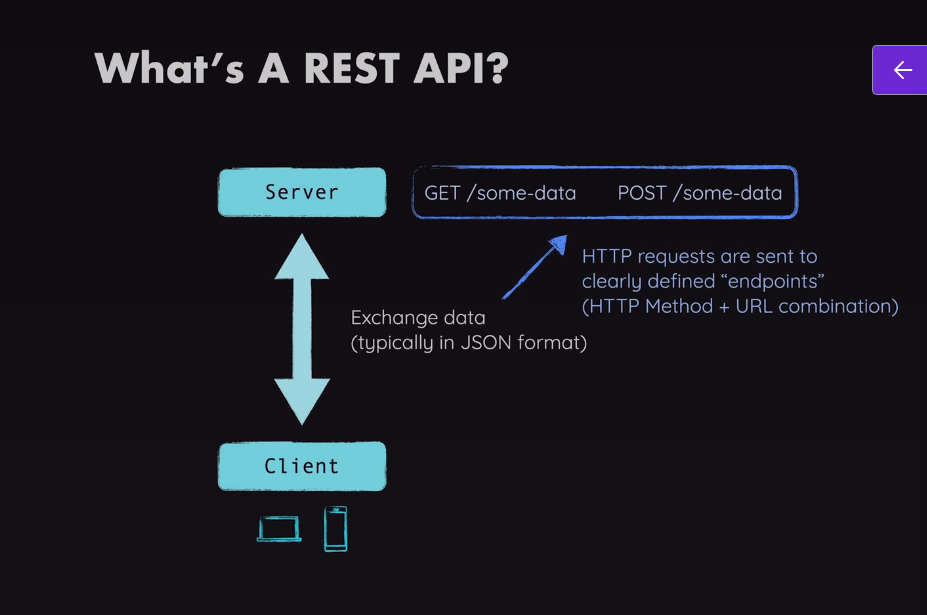 What's A REST API?
Server
GET /some-data
POST /some-data
HTTP requests are sent to
clearly defined “endpoints”
(HTTP Method + URL combination)
Exchange data
(typically in JSON format)
Client